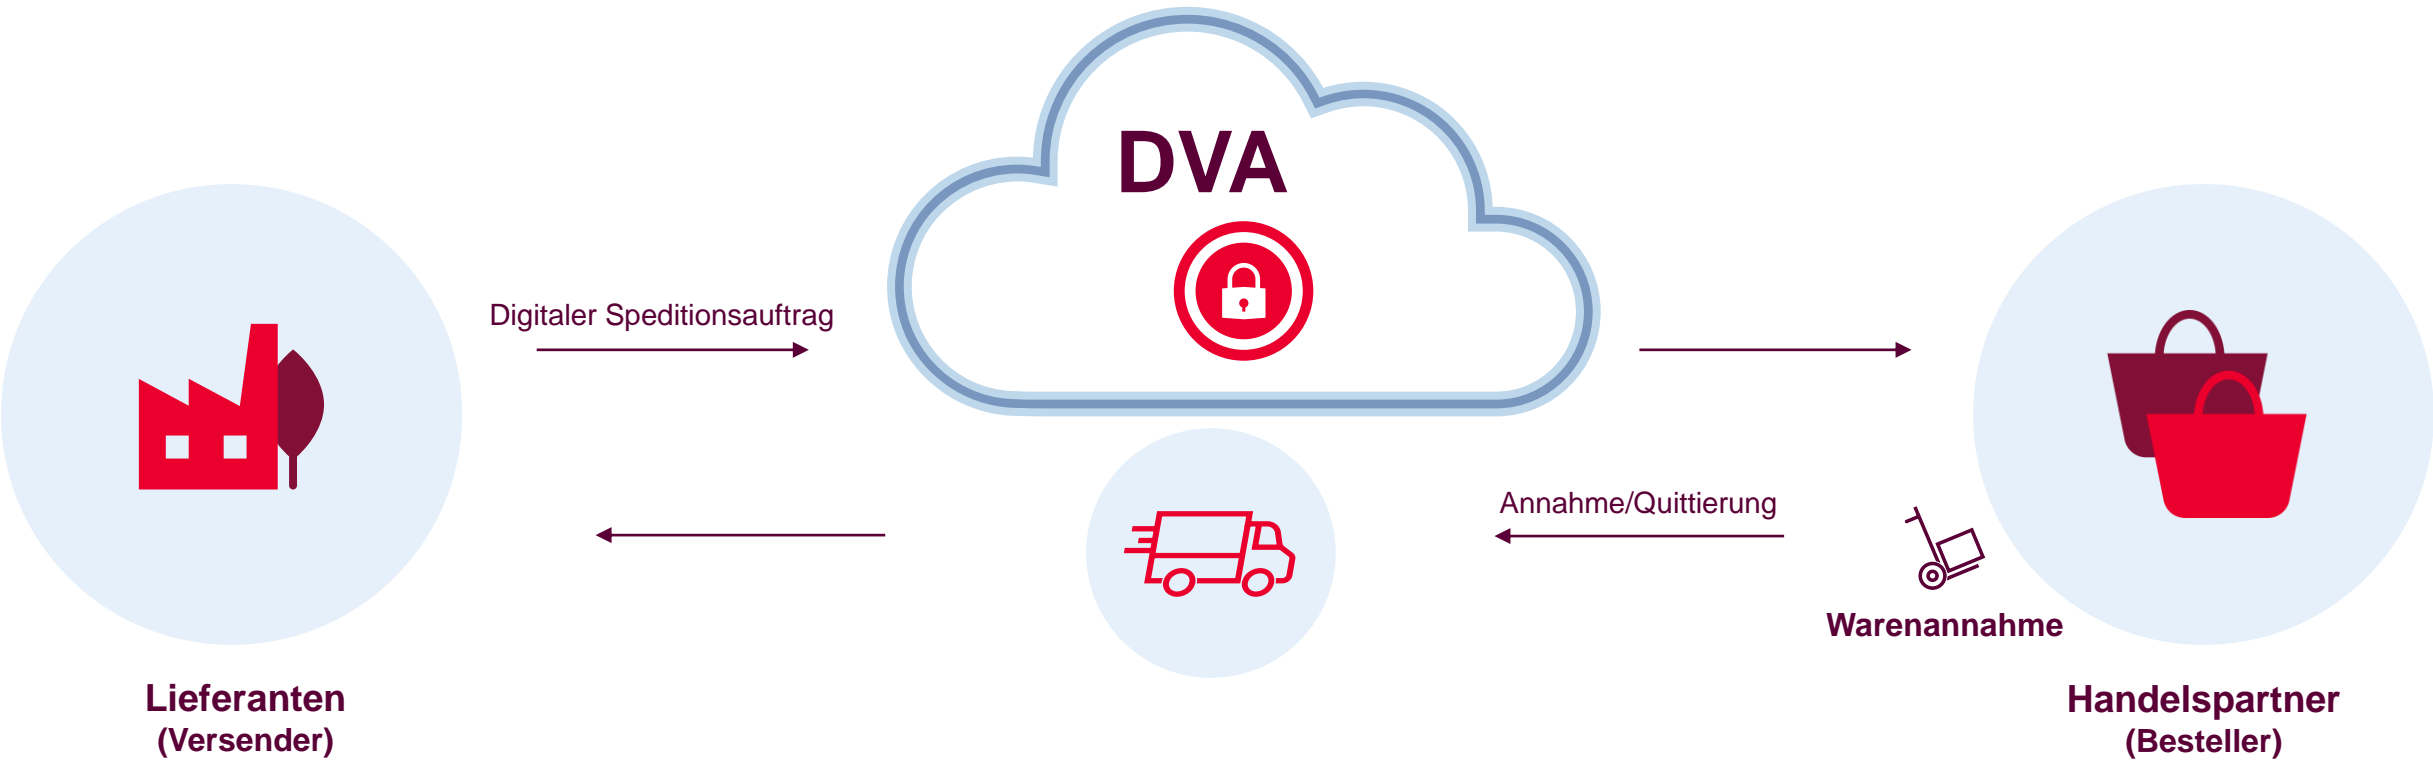 DVA
Digitaler Speditionsauftrag
Annahme/Quittierung
Warenannahme
Lieferanten
(Versender)
Handelspartner
(Besteller)